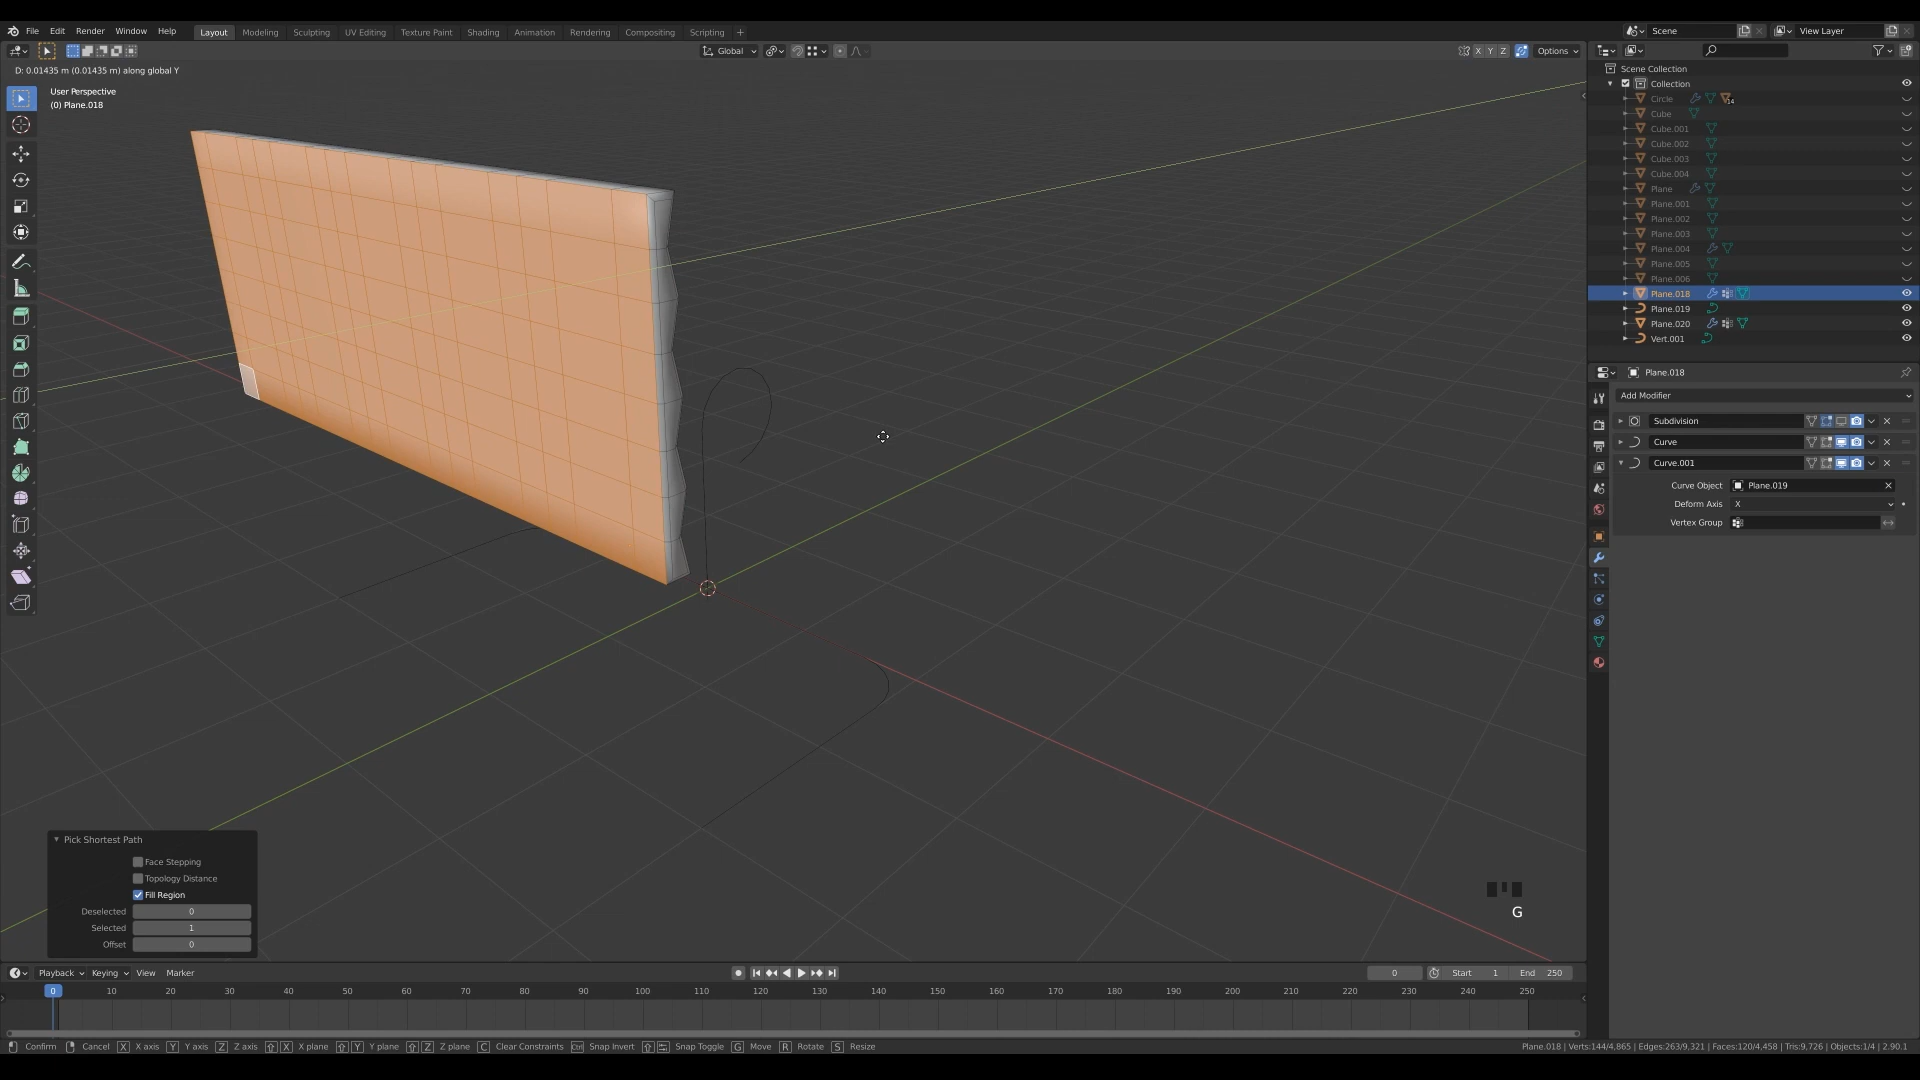 File Edit Render Window Help Layout Modeling Sculpting UV Editing Texture Paint Shading Animation Rendering Compositing Scripting + Scene View Layer
Global X Y Z Options
D: 0.01435 m (0.01435 m) along global Y
User Perspective
(0) Plane.018
Scene Collection
Collection
Circle 14
Cube
Cube.001
Cube.002
Cube.003
Cube.004
Plane
Plane.001
Plane.002
Plane.003
Plane.004
Plane.005
Plane.006
Plane.018
Plane.019
Plane.020
Vert.001
Plane.018
Add Modifier
Subdivision
Curve
Curve.001
Curve Object Plane.019
Deform Axis X
Vertex Group
Pick Shortest Path
Face Stepping
Topology Distance
Fill Region
Deselected 0
Selected 1
Offset 0
G
Playback Keying View Marker 0 Start 1 End 250
0 10 20 30 40 50 60 70 80 90 100 110 120 130 140 150 160 170 180 190 200 210 220 230 240 250
Confirm Cancel X X axis Y Y axis Z Z axis X X plane Y Y plane Z Z plane C Clear Constraints Ctrl Snap Invert Snap Toggle G Move R Rotate S Resize Plane.018 | Verts:144/4,865 | Edges:263/9,321 | Faces:120/4,458 | Tris:9,726 | Objects:1/4 | 2.90.1